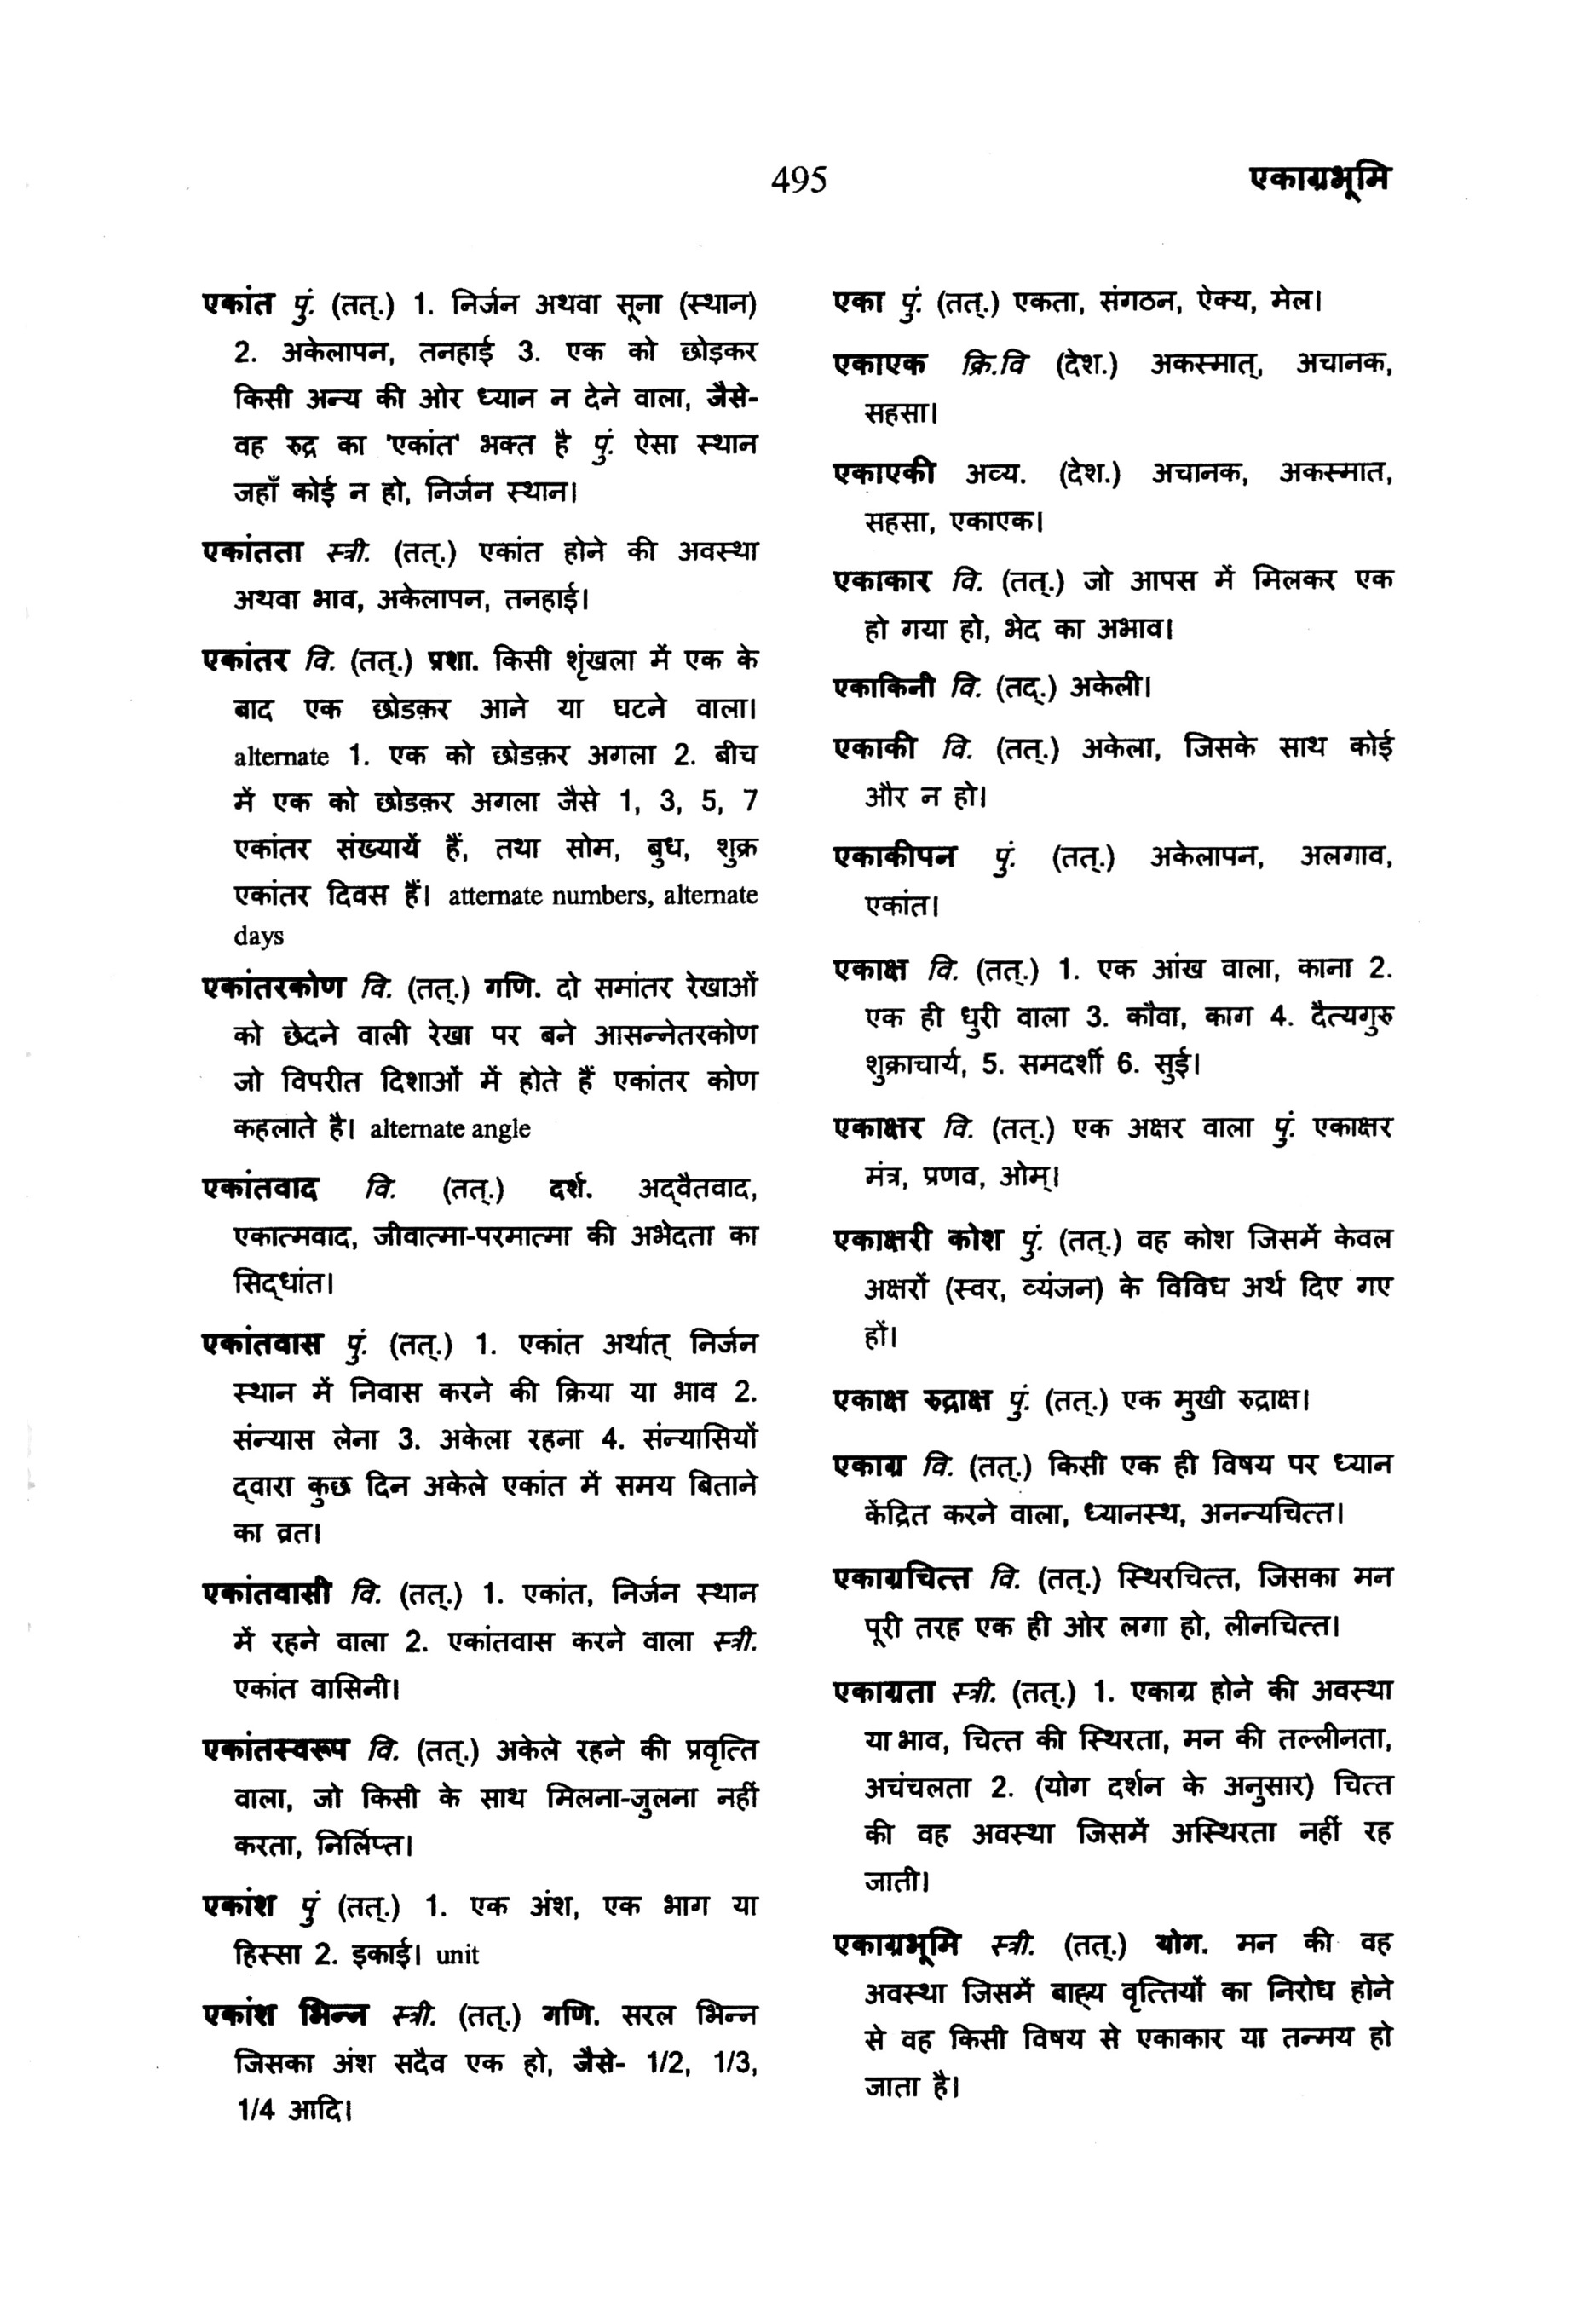 495
एकाग्रभूमि
एकांत पुं. (तत्.) 1. निर्जन अथवा सूना (स्थान)
2. अकेलापन, तनहाई 3. एक को छोड़कर
किसी अन्य की ओर ध्यान न देने वाला, जैसे-
वह रुद्र का 'एकांत' भक्त है पुं. ऐसा स्थान
जहाँ कोई न हो, निर्जन स्थान।
एकांतता स्त्री. (तत्.) एकांत होने की अवस्था
अथवा भाव, अकेलापन, तनहाई।
एकांतर वि. (तत्.) प्रशा. किसी शृंखला में एक के
बाद एक छोडक़र आने या घटने वाला।
alternate 1. एक को छोडक़र अगला 2. बीच
में एक को छोडक़र अगला जैसे 1, 3, 5, 7
एकांतर संख्यायें हैं, तथा सोम, बुध, शुक्र
एकांतर दिवस हैं। atternate numbers, alternate
days
एकांतरकोण वि. (तत्.) गणि. दो समांतर रेखाओं
को छेदने वाली रेखा पर बने आसन्नेतरकोण
जो विपरीत दिशाओं में होते हैं एकांतर कोण
कहलाते है। alternate angle
एकांतवाद वि. (तत्.) दर्श. अद्‌वैतवाद,
एकात्मवाद, जीवात्मा-परमात्मा की अभेदता का
सिद्‌धांत।
एकांतवास पुं. (तत्.) 1. एकांत अर्थात् निर्जन
स्थान में निवास करने की क्रिया या भाव 2.
संन्यास लेना 3. अकेला रहना 4. संन्यासियों
द्‌वारा कुछ दिन अकेले एकांत में समय बिताने
का व्रत।
एकांतवासी वि. (तत्.) 1. एकांत, निर्जन स्थान
में रहने वाला 2. एकांतवास करने वाला स्त्री.
एकांत वासिनी।
एकांतस्वरूप वि. (तत्.) अकेले रहने की प्रवृत्ति
वाला, जो किसी के साथ मिलना-जुलना नहीं
करता, निर्लिप्त।
एकांश पुं (तत्.) 1. एक अंश, एक भाग या
हिस्सा 2. इकाई। unit
एकांश भिन्न स्त्री. (तत्.) गणि. सरल भिन्न
जिसका अंश सदैव एक हो, जैसे- 1/2, 1/3,
1/4 आदि।
एका पुं. (तत्.) एकता, संगठन, ऐक्य, मेल।
एकाएक क्रि.वि (देश.) अकस्मात्, अचानक,
सहसा।
एकाएकी अव्य. (देश.) अचानक, अकस्मात,
सहसा, एकाएक।
एकाकार वि. (तत्.) जो आपस में मिलकर एक
हो गया हो, भेद का अभाव।
एकाकिनी वि. (तद्.) अकेली।
एकाकी वि. (तत्.) अकेला, जिसके साथ कोई
और न हो।
एकाकीपन पुं. (तत्.) अकेलापन, अलगाव,
एकांत।
एकाक्ष वि. (तत्.) 1. एक आंख वाला, काना 2.
एक ही धुरी वाला 3. कौवा, काग 4. दैत्यगुरु
शुक्राचार्य, 5. समदर्शी 6. सुई।
एकाक्षर वि. (तत्.) एक अक्षर वाला पुं. एकाक्षर
मंत्र, प्रणव, ओम्।
एकाक्षरी कोश पुं. (तत्.) वह कोश जिसमें केवल
अक्षरों (स्वर, व्यंजन) के विविध अर्थ दिए गए
हों।
एकाक्ष रुद्राक्ष पुं. (तत्.) एक मुखी रुद्राक्ष।
एकाग्र वि. (तत्.) किसी एक ही विषय पर ध्यान
केंद्रित करने वाला, ध्यानस्थ, अनन्यचित्त।
एकाग्रचित्त वि. (तत्.) स्थिरचित्त, जिसका मन
पूरी तरह एक ही ओर लगा हो, लीनचित्त।
एकाग्रता स्त्री. (तत्.) 1. एकाग्र होने की अवस्था
या भाव, चित्त की स्थिरता, मन की तल्लीनता,
अचंचलता 2. (योग दर्शन के अनुसार) चित्त
की वह अवस्था जिसमें अस्थिरता नहीं रह
जाती।
एकाग्रभूमि स्त्री. (तत्.) योग. मन की वह
अवस्था जिसमें बाह्य वृत्तियों का निरोध होने
से वह किसी विषय से एकाकार या तन्मय हो
जाता है।